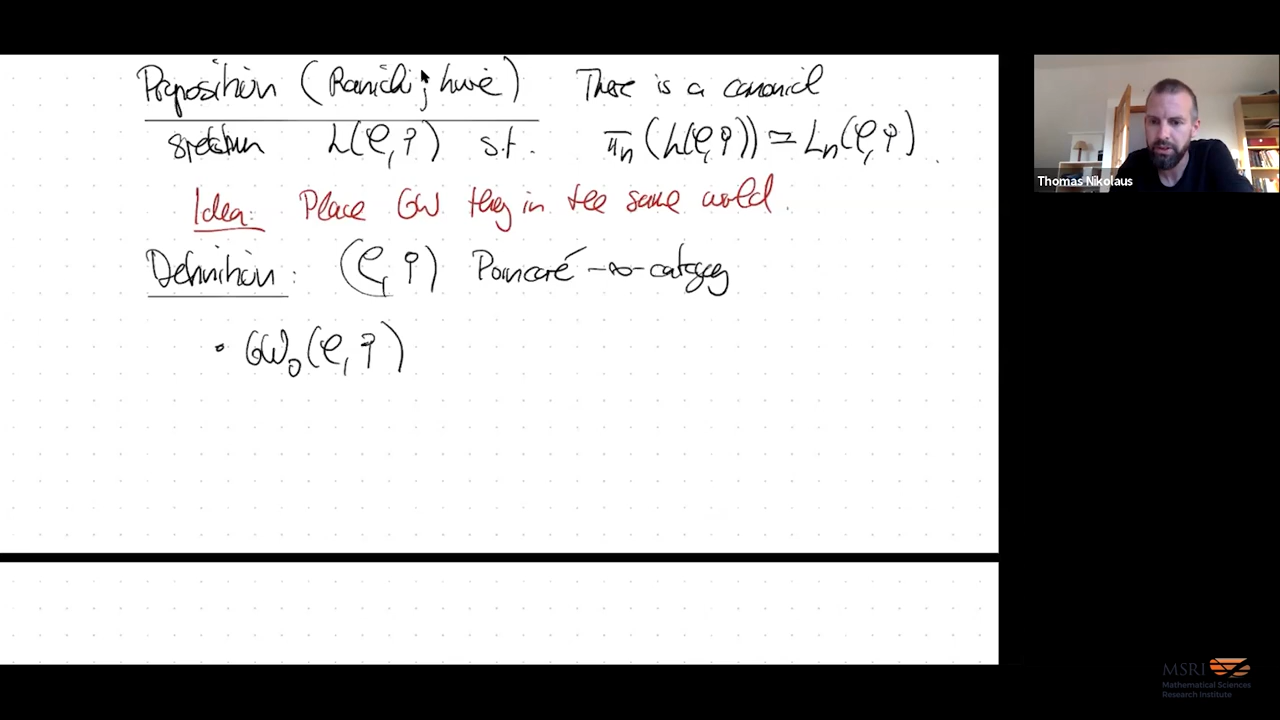 Proposition (Ranicki, Lurie) There is a canonical
spectrum L(C, Ϙ) s.t. πn (L(C, Ϙ)) ≃ Ln(C, Ϙ).
Idea: Place GW theory in the same world.
Definition: (C, Ϙ) Poincaré-∞-category
• GW₀(C, Ϙ)
Thomas Nikolaus
MSRI
Mathematical Sciences
Research Institute